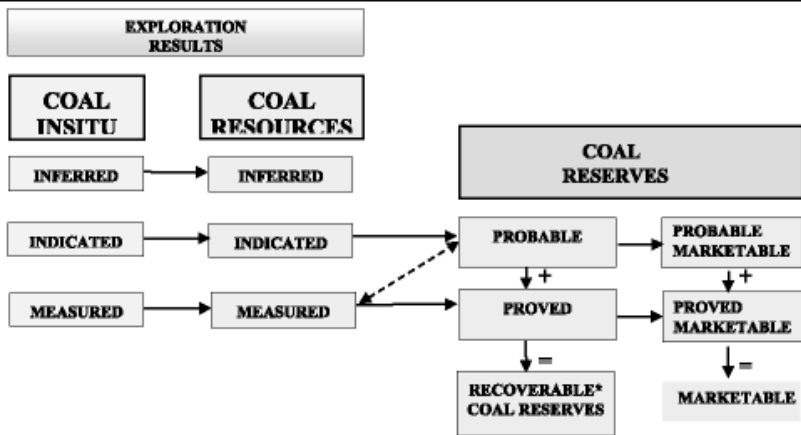 EXPLORATION
RESULTS
COAL
INSITU
COAL
RESOURCES
COAL
RESERVES
INFERRED
INFERRED
INDICATED
INDICATED
PROBABLE
PROBABLE
MARKETABLE
+
+
MEASURED
MEASURED
PROVED
PROVED
MARKETABLE
=
=
RECOVERABLE*
COAL RESERVES
MARKETABLE